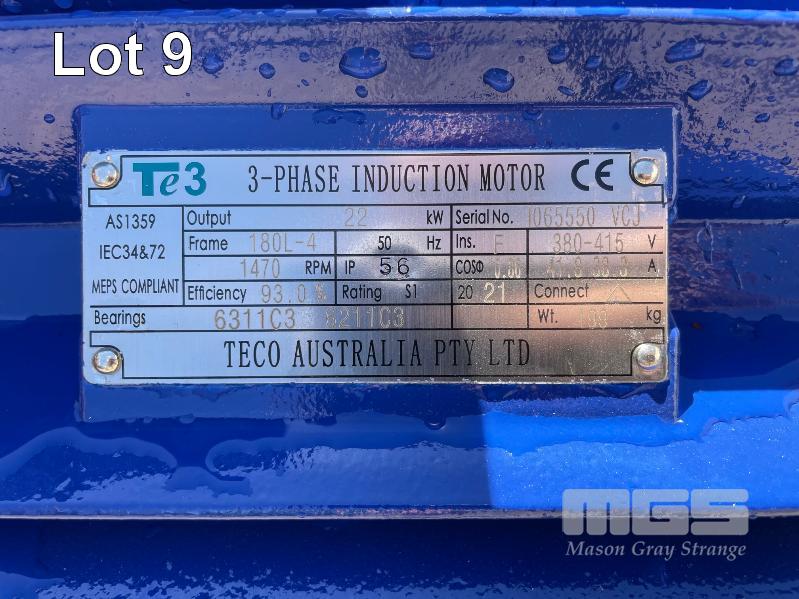 Lot 9
Te3 3-PHASE INDUCTION MOTOR CE
AS1359
IEC34&72
MEPS COMPLIANT
Output 22 kW Serial No. 1065550 VCJ
Frame 180L-4 50 Hz Ins. F 380-415 V
1470 RPM IP 56 COSΦ A
Efficiency 93.0% Rating S1 2021 Connect △
Bearings 6311C3 6211C3 Wt. kg
TECO AUSTRALIA PTY LTD
MGS
Mason Gray Strange